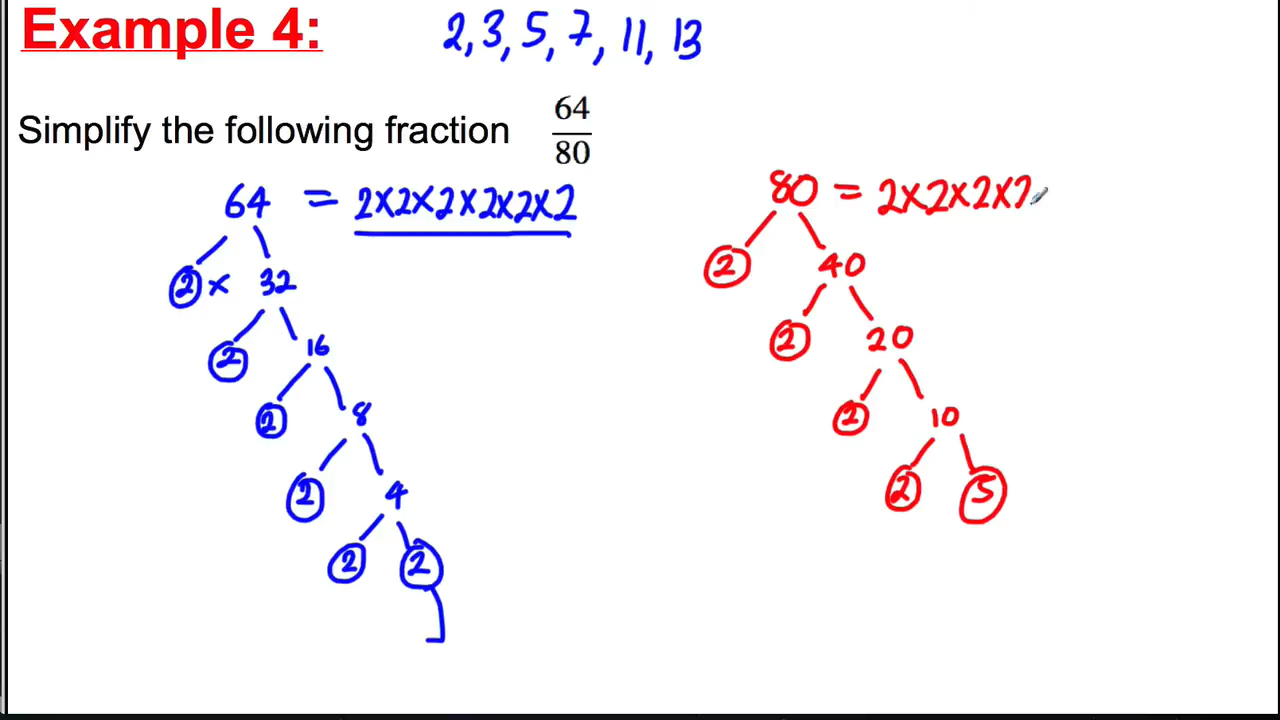 Example 4: 2, 3, 5, 7, 11, 13
Simplify the following fraction 64/80
64 = 2×2×2×2×2×2
80 = 2×2×2×2
2 × 32
2 40
2 16
2 20
2 8
2 10
2 4
2 5
2 2